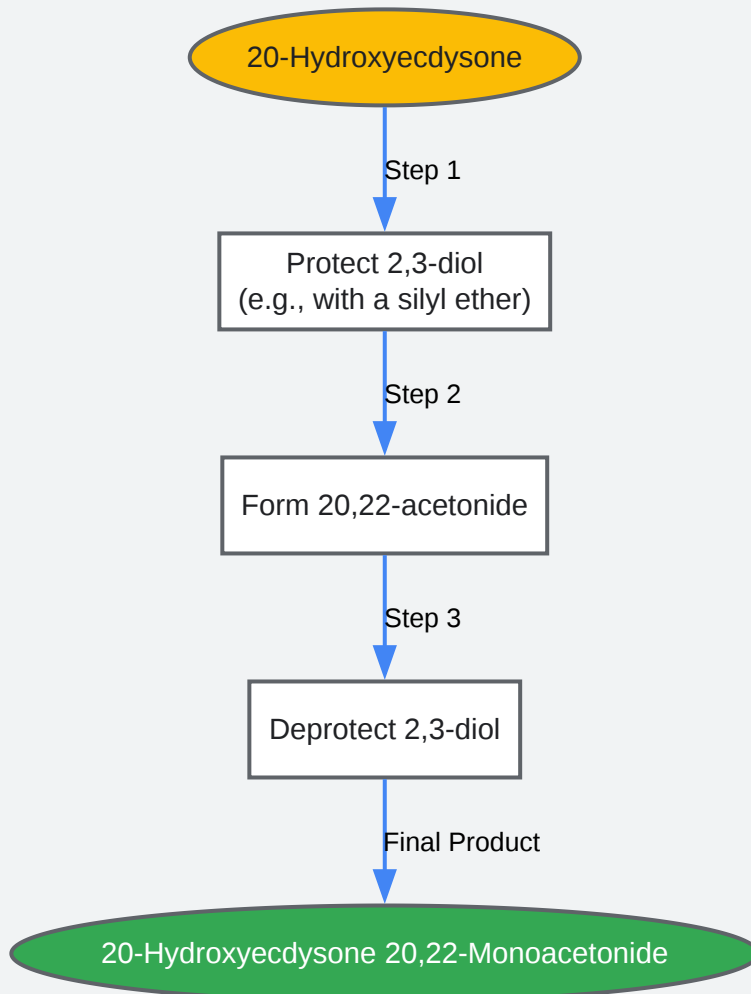 20-Hydroxyecdysone
Step 1
Protect 2,3-diol
(e.g., with a silyl ether)
Step 2
Form 20,22-acetonide
Step 3
Deprotect 2,3-diol
Final Product
20-Hydroxyecdysone 20,22-Monoacetonide